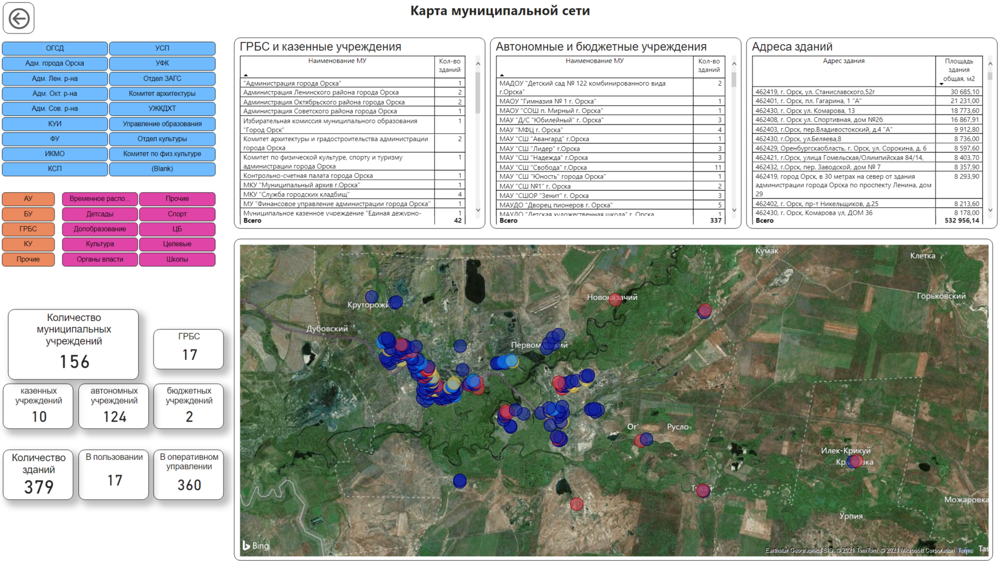 Карта муниципальной сети
ОГСД
УСП
Адм. города Орска
УФК
Адм. Лен. р-на
Отдел ЗАГС
Адм. Окт. р-на
Комитет архитектуры
Адм. Сов. р-на
УЖКДХТ
КУИ
Управление образования
ФУ
Отдел культуры
ИКМО
Комитет по физ.культуре
КСП
(Blank)
АУ
БУ
ГРБС
КУ
Прочие
Временное распо...
Прочие
Детсады
Спорт
Допобразование
ЦБ
Культура
Целевые
Органы власти
Школы
Количество
муниципальных
учреждений
156
ГРБС
17
казенных
учреждений
10
автономных
учреждений
124
бюджетных
учреждений
2
Количество
зданий
379
В пользовании
17
В оперативном
управлении
360
ГРБС и казенные учреждения
Наименование МУ
Кол-во
зданий
"Администрация города Орска" 1
Администрация Ленинского района города Орска 2
Администрация Октябрьского района города Орска 2
Администрация Советского района города Орска 1
Избирательная комиссия муниципального образования 1
"Город Орск"
Комитет архитектуры и градостроительства администрации 2
города Орска
Комитет по физической культуре, спорту и туризму 1
администрации города Орска
Контрольно-счетная палата города Орска 1
МКУ "Муниципальный архив г.Орска" 1
МКУ "Служба городских кладбищ" 4
МУ "Финансовое управление администрации города Орска" 1
Муниципальное казенное учреждение "Единая дежурно- 1
Всего 42
Автономные и бюджетные учреждения
Наименование МУ
Кол-во
зданий
МАДОУ "Детский сад № 122 комбинированного вида 2
г.Орска"
МАОУ "Гимназия № 1 г. Орска" 1
МАОУ "СОШ п. Мирный г. Орска" 1
МАУ "Д/С "Юбилейный" г. Орска" 3
МАУ "МФЦ г. Орска" 4
МАУ "СШ "Авангард" г.Орска 1
МАУ "СШ "Лидер" г.Орска 3
МАУ "СШ "Надежда" г.Орска 3
МАУ "СШ "Свобода" г.Орска 11
МАУ "СШ "Юность" города Орска" 1
МАУ "СШ №1" г. Орска 2
МАУ "СШОР "Зенит" г. Орска 3
МАУДО "Дворец пионеров г. Орска" 5
МАУДО "Детская художественная школа" г. Орска 1
Всего 337
Адреса зданий
Адрес здания
Площадь
здания
общая, м2
462419, г. Орск, ул. Станиславского,52г 30 685,10
462401, г. Орск, пл. Гагарина, 1 "А" 21 231,00
462430, г. Орск ул. Комарова, 13 18 773,60
462408, г. Орск ул. Спортивная, дом №26 16 867,91
462403, г.Орск, пер.Владивостокский, д.4 "А" 9 912,80
462430, г.Орск, ул.Беляева,8 8 736,00
462429, Оренбургскаобласть, г. Орск, ул. Сорокина, д. 6 8 597,60
462421, г.Орск, улица Гомельская/Олимпийская 84/14, 8 403,70
462432, г.Орск, пер. Заводской, дом № 7 8 357,90
462419, город Орск, в 30 метрах на север от здания 8 293,90
администрации города Орска по проспекту Ленина, дом
29
462402, г. Орск, пр-т Никельщиков, д.25 8 213,60
462430, г. Орск, Комарова ул, ДОМ 36 8 178,00
Всего 532 956,14
Кумак
Клетка
Новоказачий
Горьковский
Круторожино
Дубовский
Первомайский
Ог'
Русло
Илек-Крикуй
Крыловка
Тукай
Можаровка
Урпия
Bing
Earthstar Geographics SIO, © 2021 TomTom, © 2021 Microsoft Corporation Terms
Tas